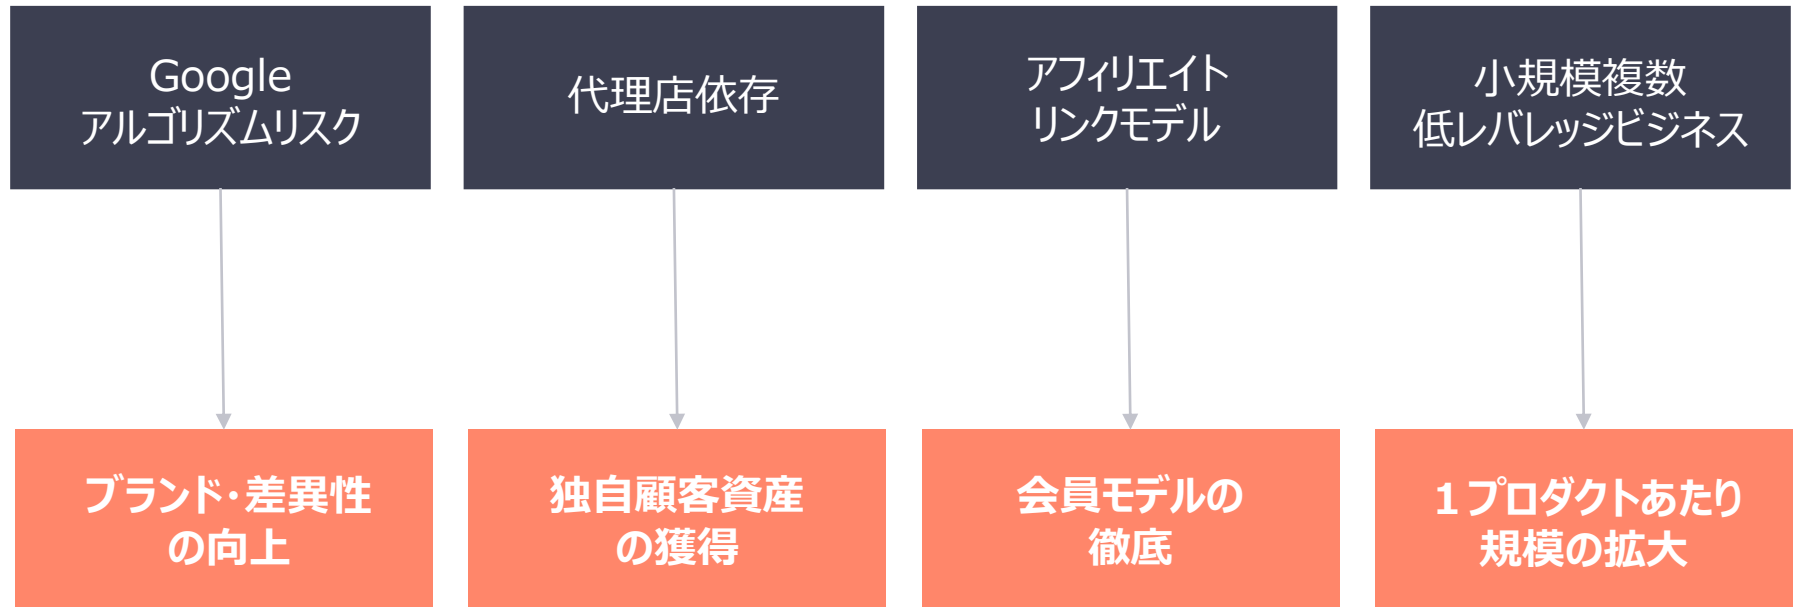 Google
アルゴリズムリスク
代理店依存
アフィリエイト
リンクモデル
小規模複数
低レバレッジビジネス
ブランド・差異性
の向上
独自顧客資産
の獲得
会員モデルの
徹底
１プロダクトあたり
規模の拡大